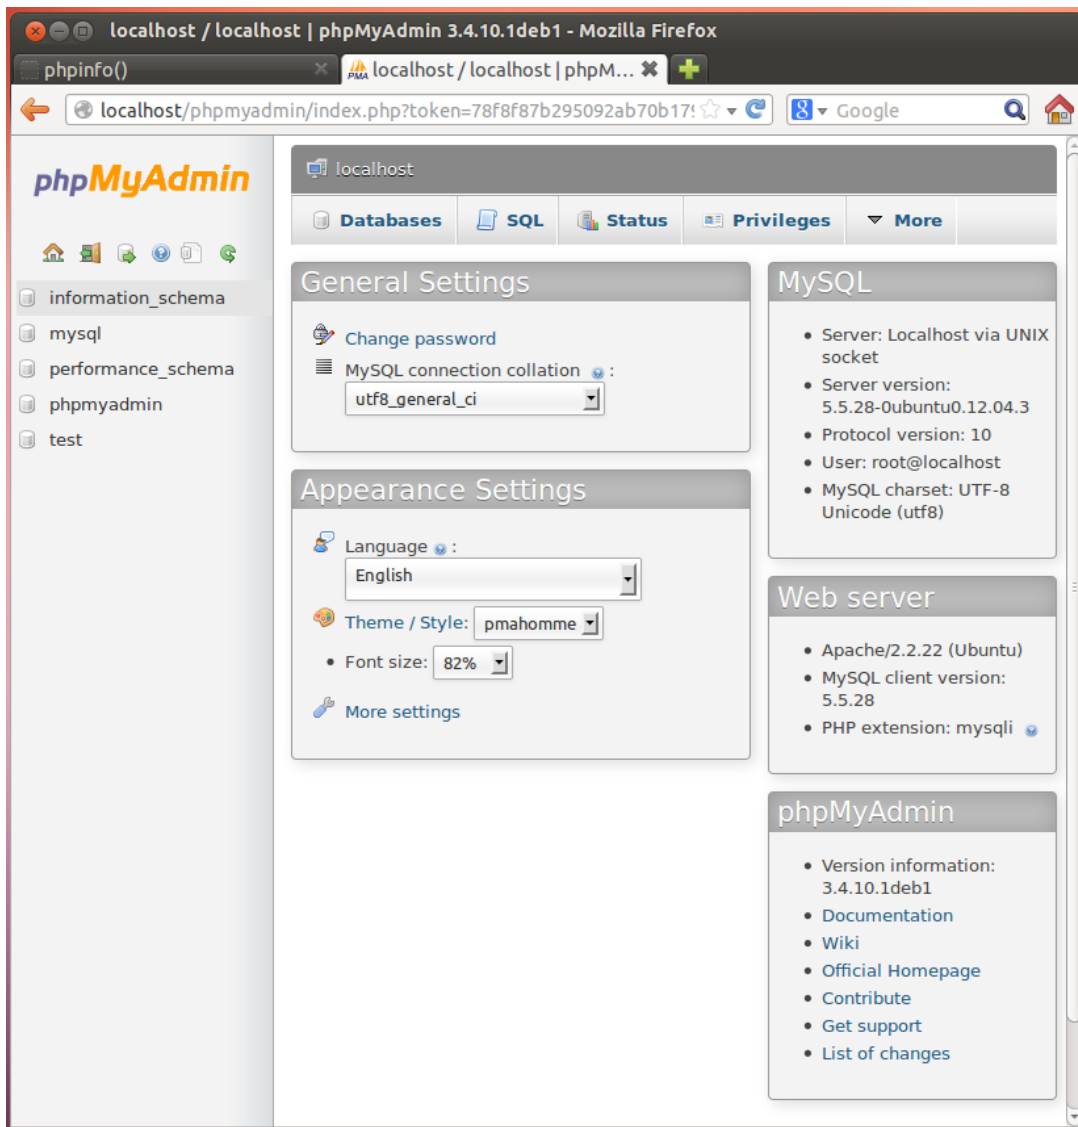 localhost / localhost | phpMyAdmin 3.4.10.1deb1 - Mozilla Firefox
phpinfo()
PMA localhost / localhost | phpM...
localhost/phpmyadmin/index.php?token=78f8f87b295092ab70b179
8 Google
phpMyAdmin
information_schema
mysql
performance_schema
phpmyadmin
test
localhost
Databases SQL Status Privileges More
General Settings
Change password
MySQL connection collation :
utf8_general_ci
Appearance Settings
Language :
English
Theme / Style: pmahomme
• Font size: 82%
More settings
MySQL
• Server: Localhost via UNIX
socket
• Server version:
5.5.28-0ubuntu0.12.04.3
• Protocol version: 10
• User: root@localhost
• MySQL charset: UTF-8
Unicode (utf8)
Web server
• Apache/2.2.22 (Ubuntu)
• MySQL client version:
5.5.28
• PHP extension: mysqli
phpMyAdmin
• Version information:
3.4.10.1deb1
• Documentation
• Wiki
• Official Homepage
• Contribute
• Get support
• List of changes